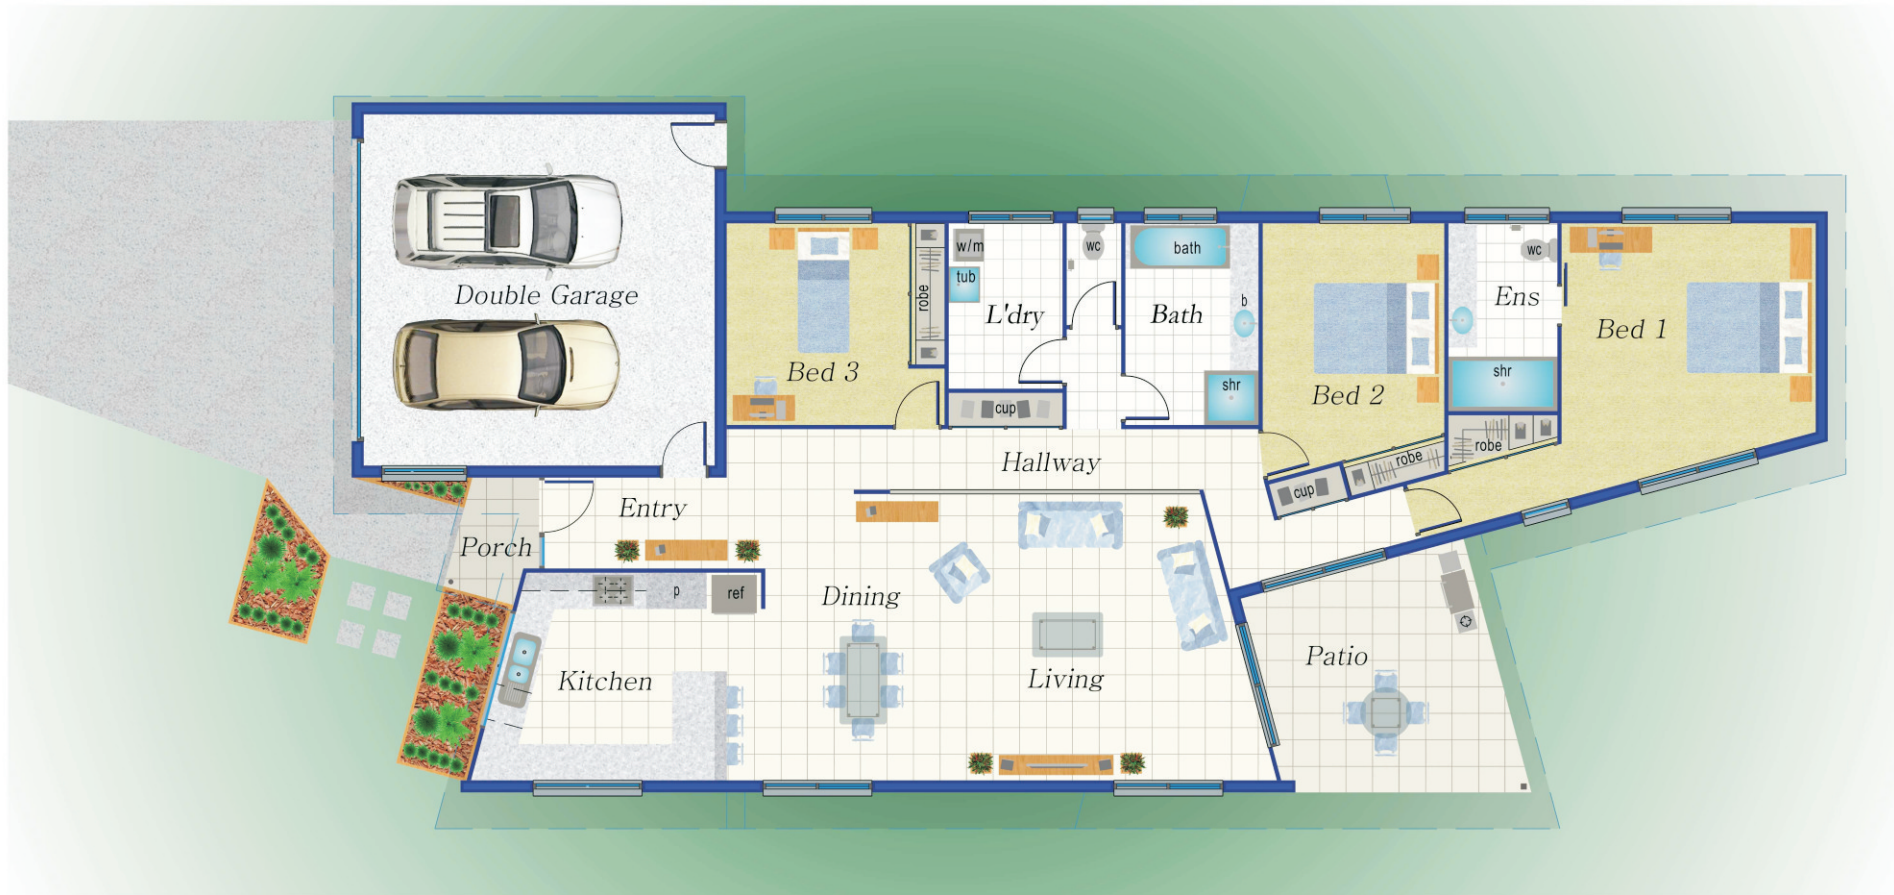 Double Garage
Bed 3
robe
w/m
tub
L'dry
cup
wc
bath
Bath
b
shr
Bed 2
robe
cup
wc
Ens
shr
robe
Bed 1
Hallway
Entry
Porch
p
ref
Kitchen
Dining
Living
Patio